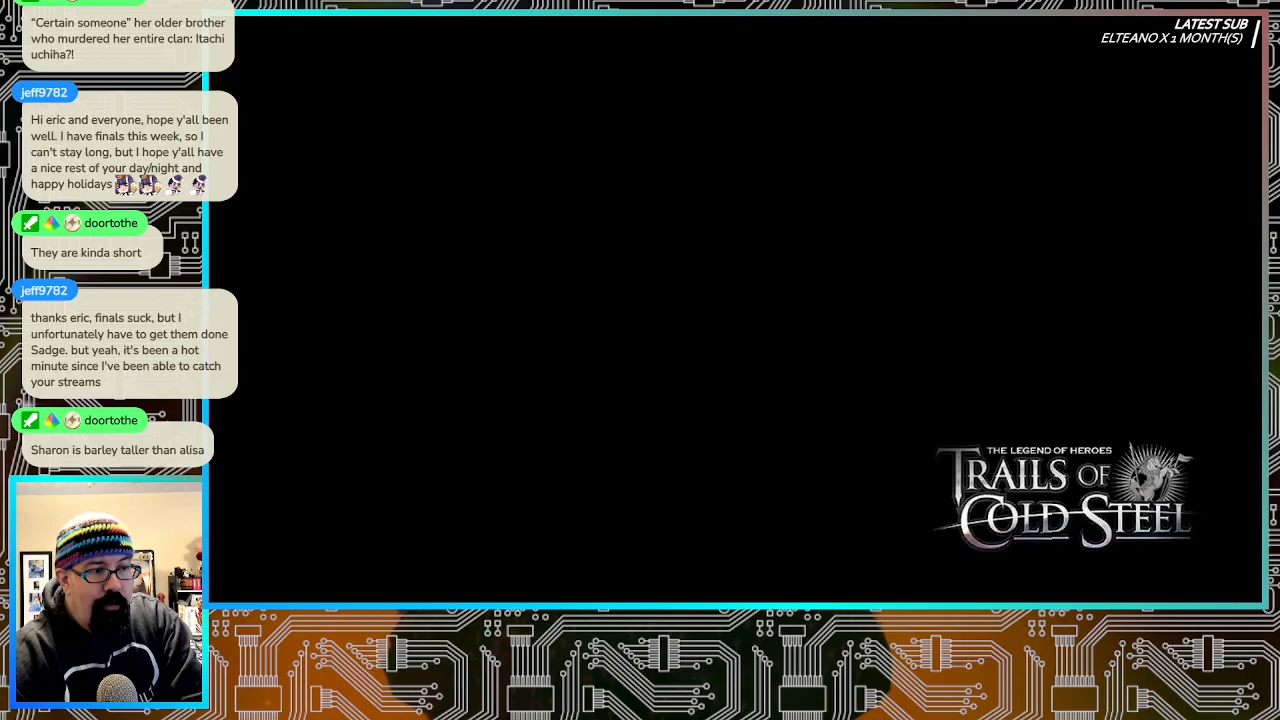 “Certain someone” her older brother
who murdered her entire clan: Itachi
uchiha?!
jeff9782
Hi eric and everyone, hope y'all been
well. I have finals this week, so I
can't stay long, but I hope y'all have
a nice rest of your day/night and
happy holidays
doortothe
They are kinda short
jeff9782
thanks eric, finals suck, but I
unfortunately have to get them done
Sadge. but yeah, it's been a hot
minute since I've been able to catch
your streams
doortothe
Sharon is barley taller than alisa
LATEST SUB
ELTEANO X 1 MONTH(S)
THE LEGEND OF HEROES
TRAILS OF
COLD STEEL